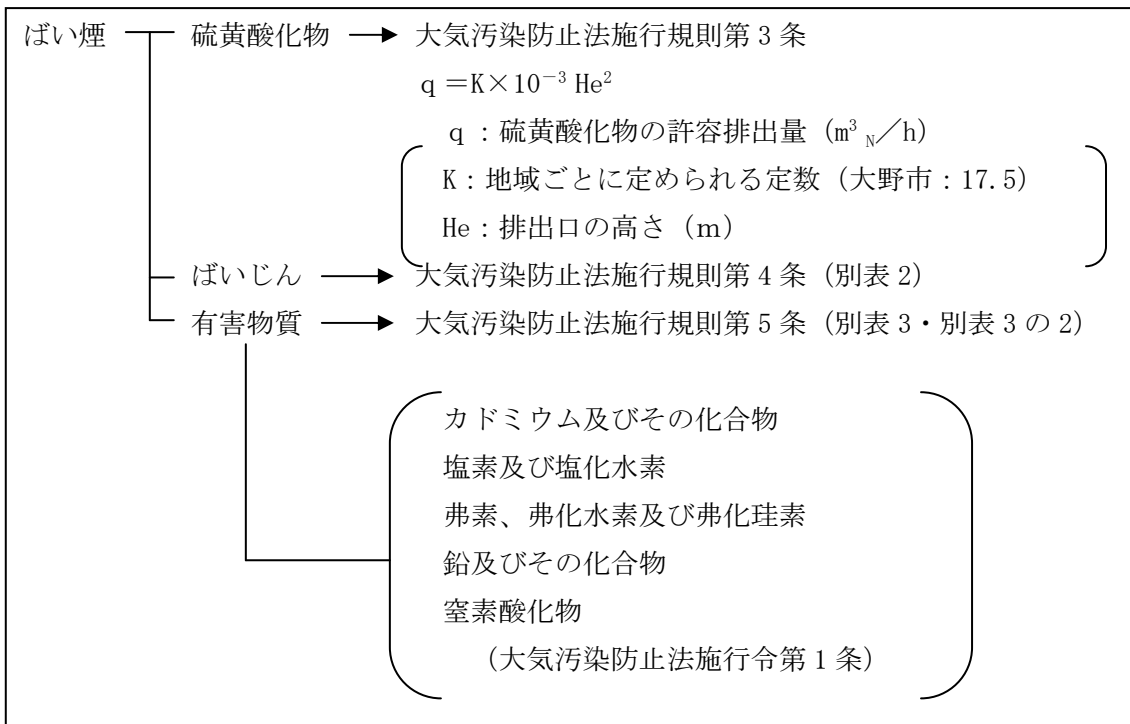 ばい煙 硫黄酸化物 大気汚染防止法施行規則第3条
q=K×10⁻³ He²
q:硫黄酸化物の許容排出量(m³N/h)
K:地域ごとに定められる定数(大野市:17.5)
He:排出口の高さ(m)
ばいじん 大気汚染防止法施行規則第4条(別表2)
有害物質 大気汚染防止法施行規則第5条(別表3・別表3の2)
カドミウム及びその化合物
塩素及び塩化水素
弗素、弗化水素及び弗化珪素
鉛及びその化合物
窒素酸化物
(大気汚染防止法施行令第1条)